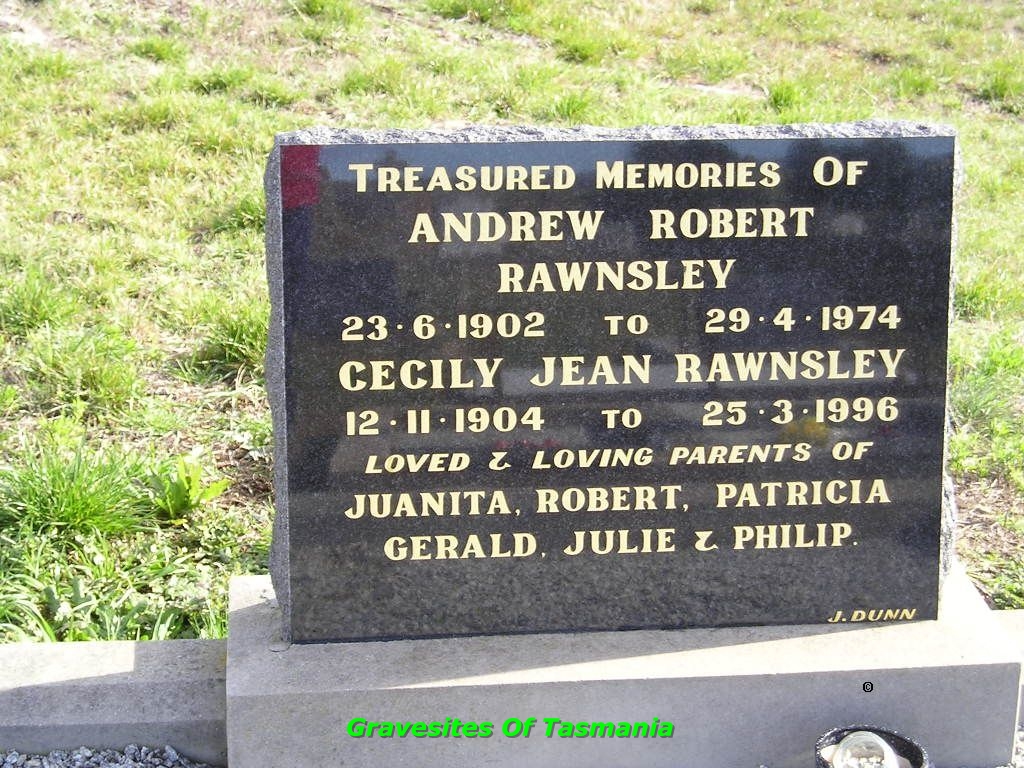 Treasured Memories Of
ANDREW ROBERT
RAWNSLEY
23·6·1902 TO 29·4·1974
CECILY JEAN RAWNSLEY
12·11·1904 TO 25·3·1996
LOVED & LOVING PARENTS OF
JUANITA, ROBERT, PATRICIA
GERALD, JULIE & PHILIP.
J. DUNN
©
Gravesites Of Tasmania